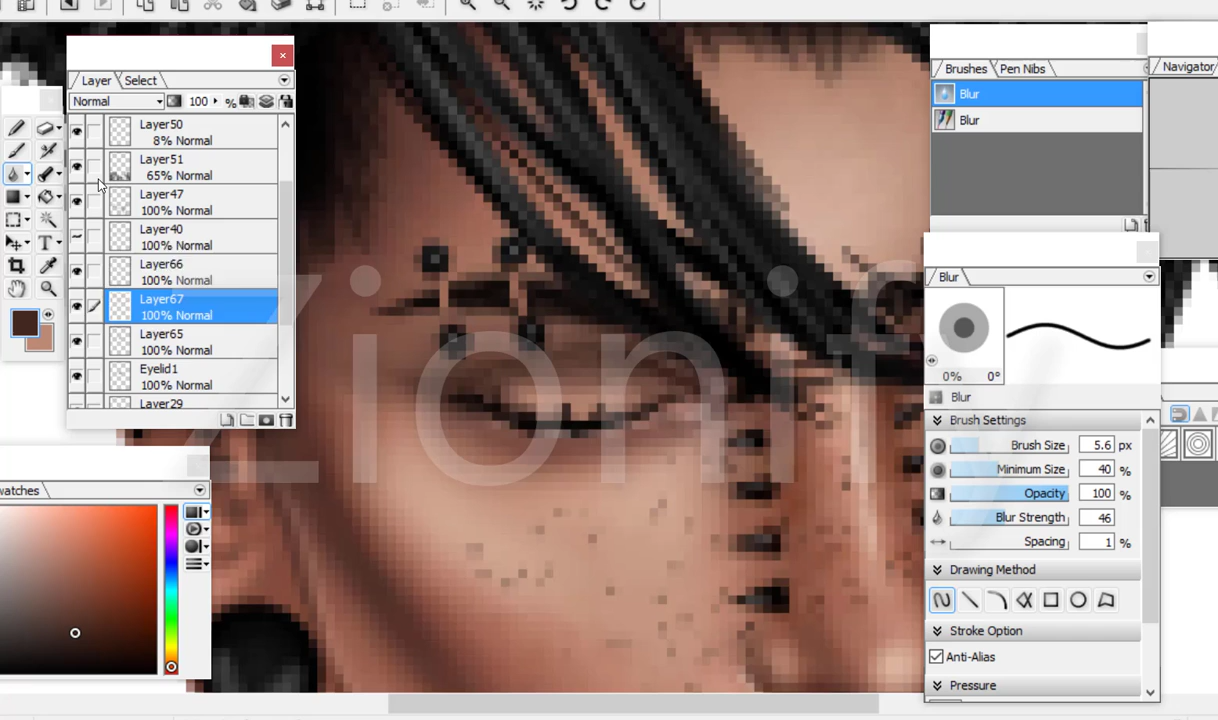 Layer Select
Normal 100 %
Layer50
8% Normal
Layer51
65% Normal
Layer47
100% Normal
Layer40
100% Normal
Layer66
100% Normal
Layer67
100% Normal
Layer65
100% Normal
Eyelid1
100% Normal
Layer29
watches
Brushes Pen Nibs
Blur
Blur
Navigator
Blur
0% 0°
Blur
Brush Settings
Brush Size 5.6 px
Minimum Size 40 %
Opacity 100 %
Blur Strength 46
Spacing 1 %
Drawing Method
Stroke Option
Anti-Alias
Pressure